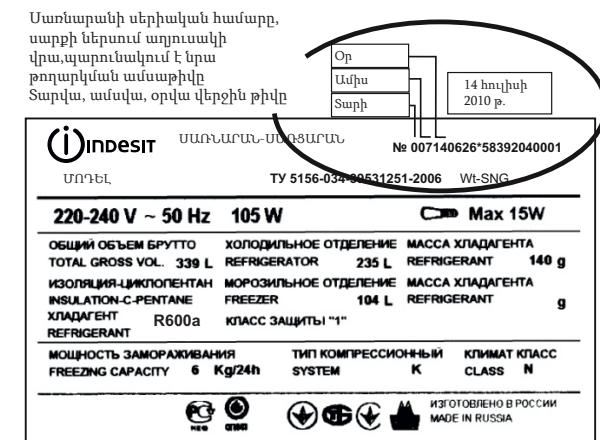 Սառնարանի սերիական համարը,
սարքի ներսում աղյուսակի
վրա,պարունակում է նրա
թողարկման ամսաթիվը
Տարվա, ամսվա, օրվա վերջին թիվը
Օր
Ամիս
Տարի
14 հուլիսի
2010 թ.
indesit ՍԱՌՆԱՐԱՆ-ՍԱՌՑԱՐԱՆ № 007140626*58392040001
ՄՈԴԵԼ ТУ 5156-034-39531251-2006 Wt-SNG
220-240 V ~ 50 Hz 105 W Max 15W
ОБЩИЙ ОБЪЕМ БРУТТО ХОЛОДИЛЬНОЕ ОТДЕЛЕНИЕ МАССА ХЛАДАГЕНТА
TOTAL GROSS VOL. 339 L REFRIGERATOR 235 L REFRIGERANT 140 g
ИЗОЛЯЦИЯ-ЦИКЛОПЕНТАН МОРОЗИЛЬНОЕ ОТДЕЛЕНИЕ МАССА ХЛАДАГЕНТА
INSULATION-C-PENTANE FREEZER 104 L REFRIGERANT g
ХЛАДАГЕНТ R600a КЛАСС ЗАЩИТЫ "1"
REFRIGERANT
МОЩНОСТЬ ЗАМОРАЖИВАНИЯ ТИП КОМПРЕССИОННЫЙ КЛИМАТ КЛАСС
FREEZING CAPACITY 6 Kg/24h SYSTEM K CLASS N
ИЗГОТОВЛЕНО В РОССИИ
MADE IN RUSSIA